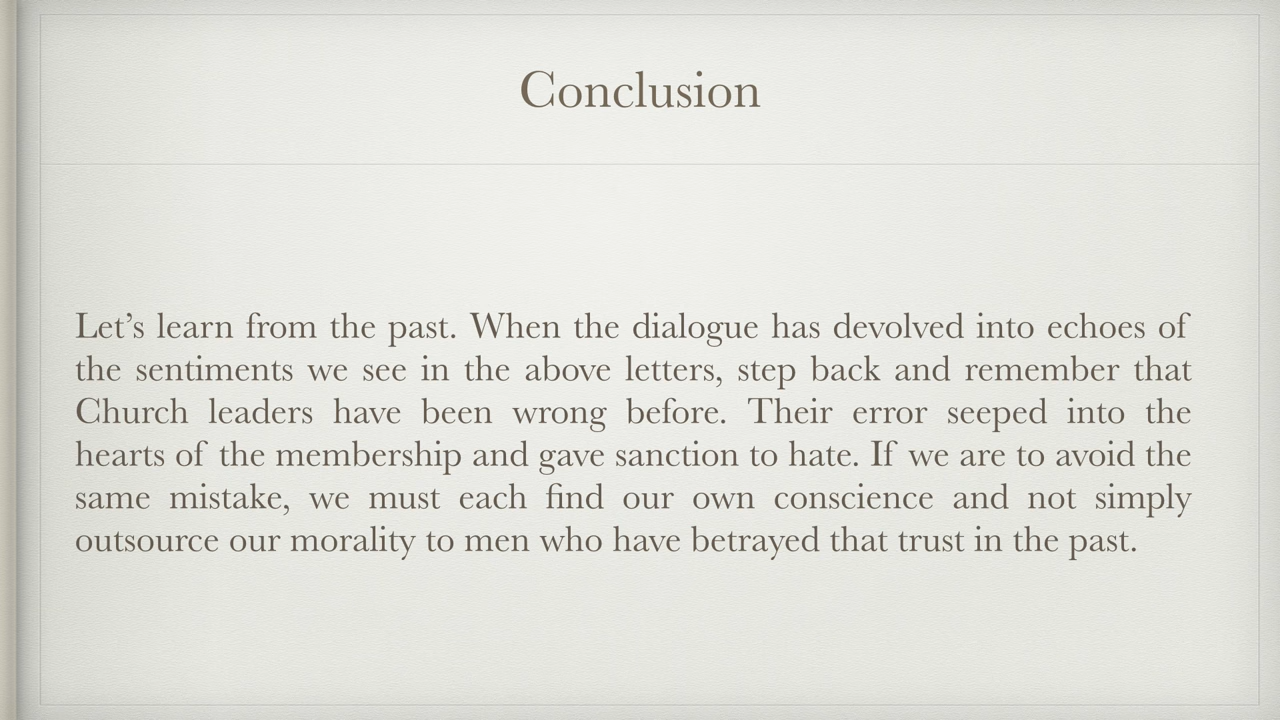 Conclusion
Let’s learn from the past. When the dialogue has devolved into echoes of
the sentiments we see in the above letters, step back and remember that
Church leaders have been wrong before. Their error seeped into the
hearts of the membership and gave sanction to hate. If we are to avoid the
same mistake, we must each find our own conscience and not simply
outsource our morality to men who have betrayed that trust in the past.